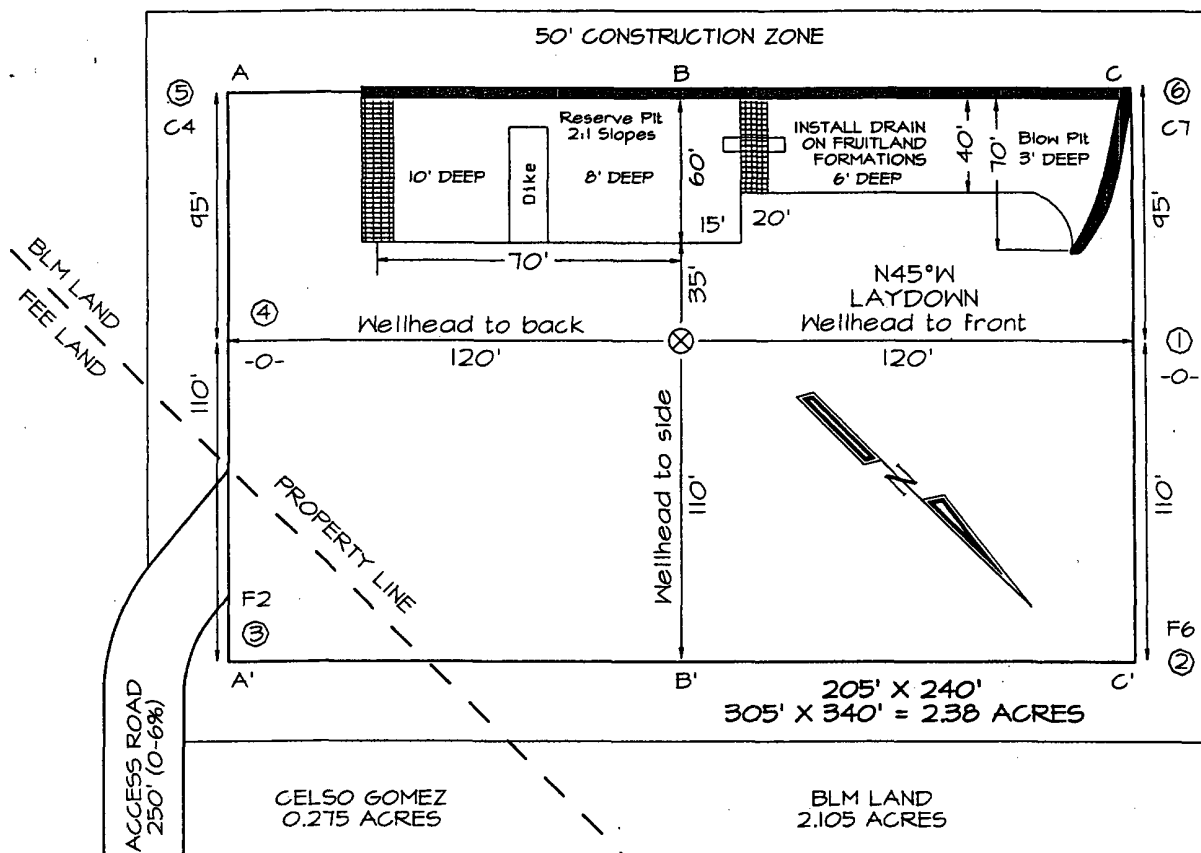 50' CONSTRUCTION ZONE
A
B
C
⑤
C4
⑥
C7
Reserve Pit
2:1 Slopes
10' DEEP
Dike
8' DEEP
60'
INSTALL DRAIN
ON FRUITLAND
FORMATIONS
6' DEEP
40'
70'
Blow Pit
3' DEEP
95'
95'
15'
20'
70'
35'
BLM LAND
FEE LAND
N45°W
LAYDOWN
④
Wellhead to back
Wellhead to front
①
-0-
120'
120'
-0-
110'
Wellhead to side
110'
110'
N
PROPERTY LINE
F2
③
F6
②
A'
B'
C'
205' X 240'
305' X 340' = 2.38 ACRES
ACCESS ROAD
250' (0-6%)
CELSO GOMEZ
0.275 ACRES
BLM LAND
2.105 ACRES